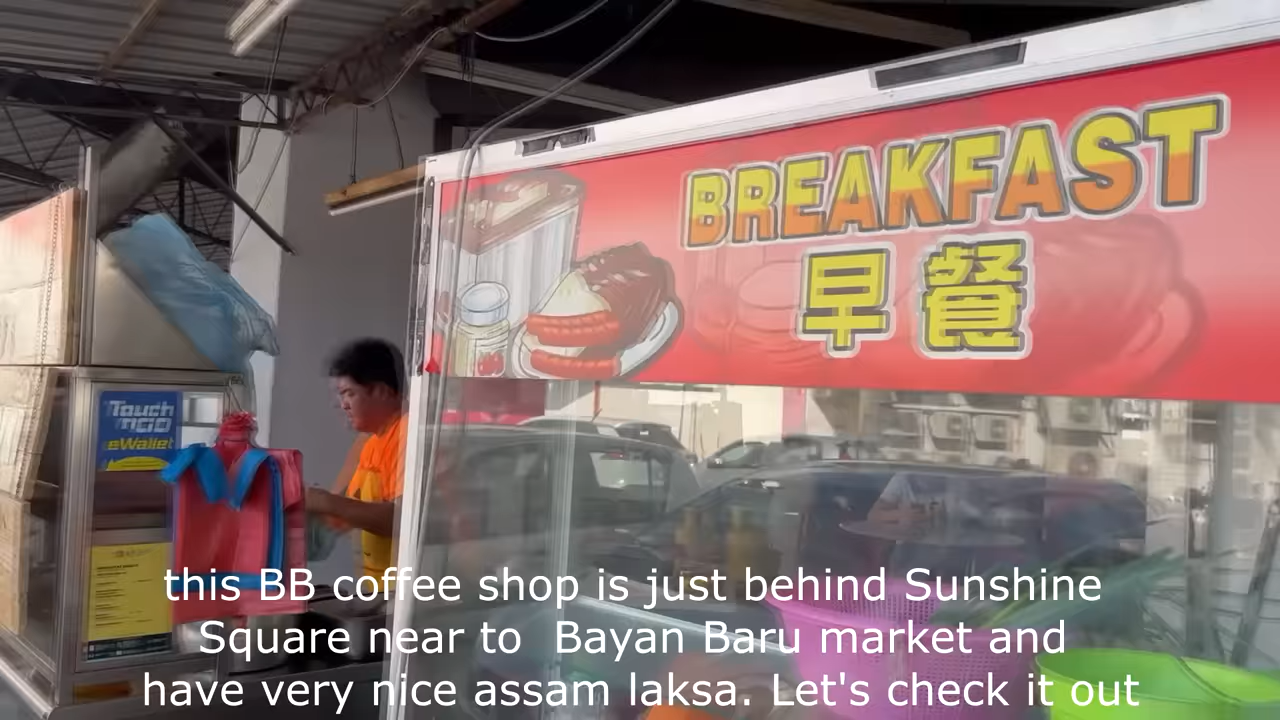 BREAKFAST
早餐
Touch
'nGO
eWallet
this BB coffee shop is just behind Sunshine
Square near to  Bayan Baru market and
have very nice assam laksa. Let's check it out